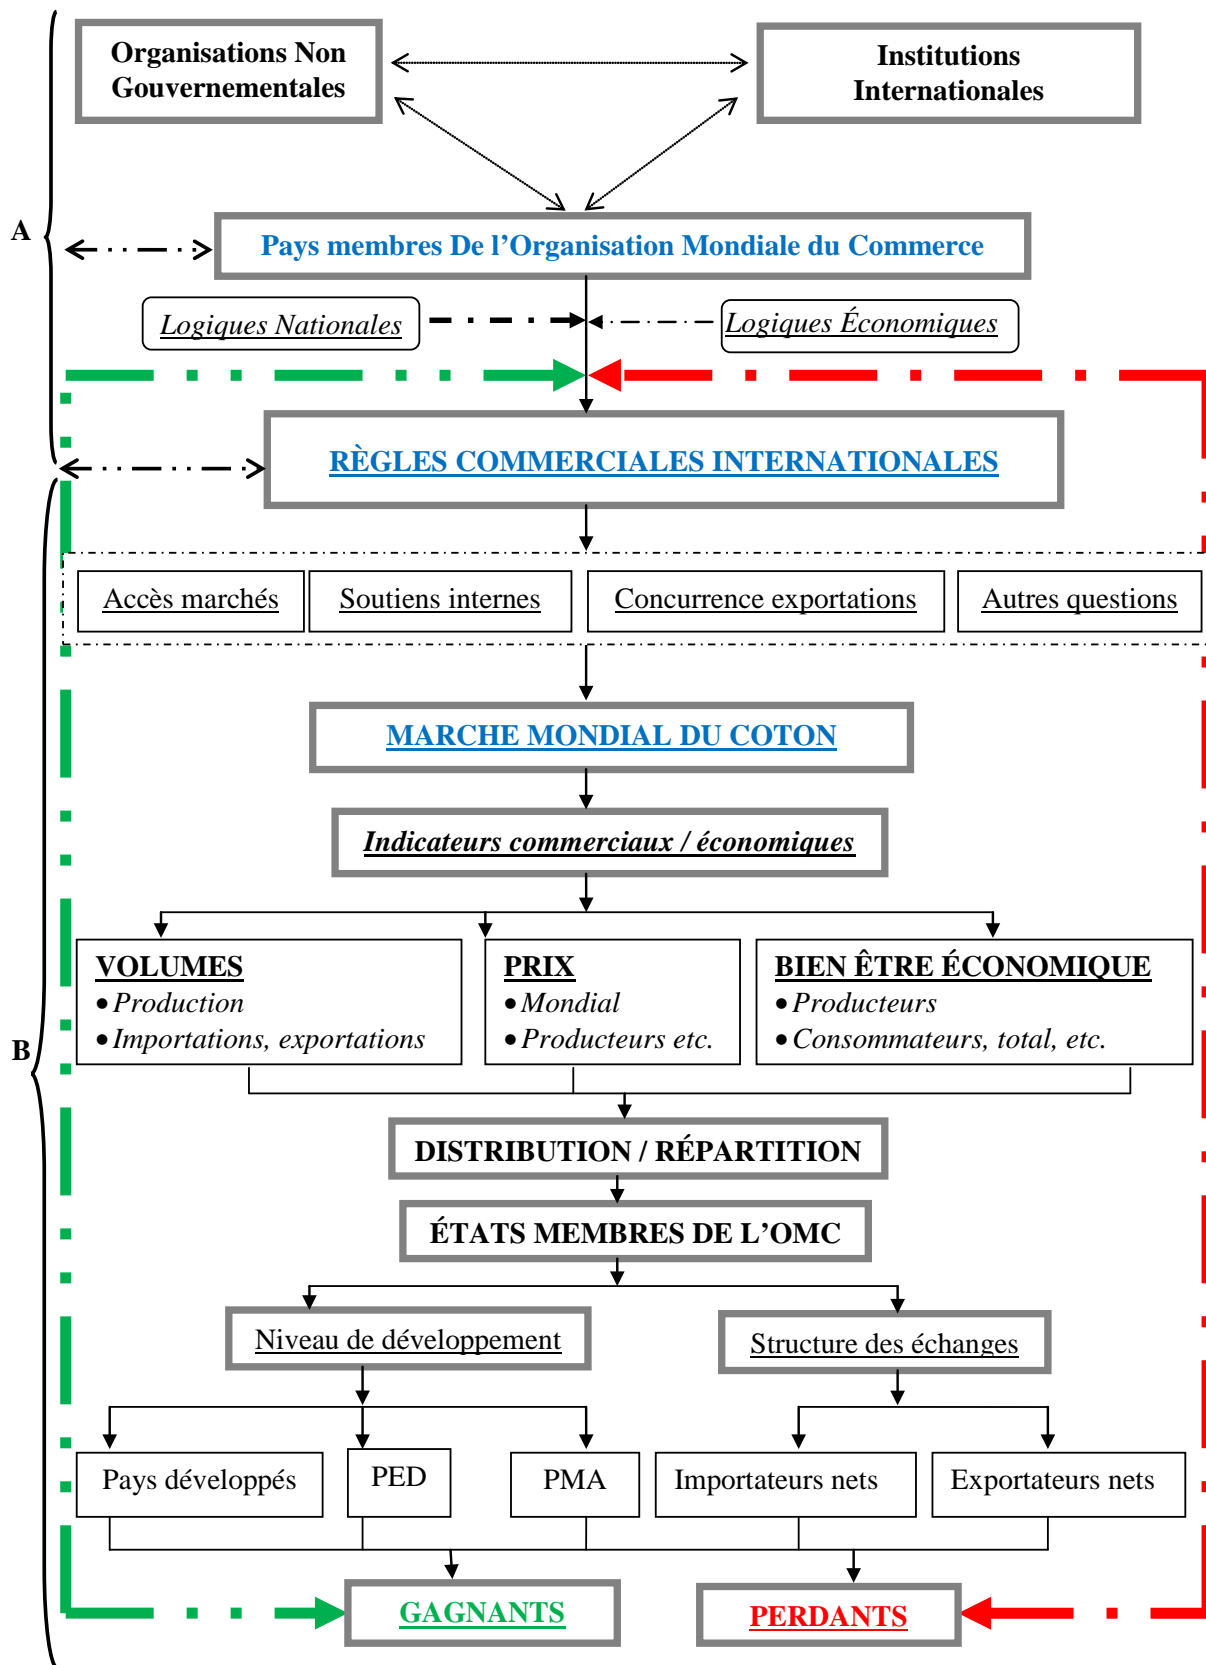 Organisations Non
Gouvernementales
Institutions
Internationales
A
Pays membres De l'Organisation Mondiale du Commerce
Logiques Nationales
Logiques Économiques
RÈGLES COMMERCIALES INTERNATIONALES
Accès marchés
Soutiens internes
Concurrence exportations
Autres questions
MARCHE MONDIAL DU COTON
Indicateurs commerciaux / économiques
VOLUMES
• Production
• Importations, exportations
PRIX
• Mondial
• Producteurs etc.
BIEN ÊTRE ÉCONOMIQUE
• Producteurs
• Consommateurs, total, etc.
B
DISTRIBUTION / RÉPARTITION
ÉTATS MEMBRES DE L'OMC
Niveau de développement
Structure des échanges
Pays développés
PED
PMA
Importateurs nets
Exportateurs nets
GAGNANTS
PERDANTS